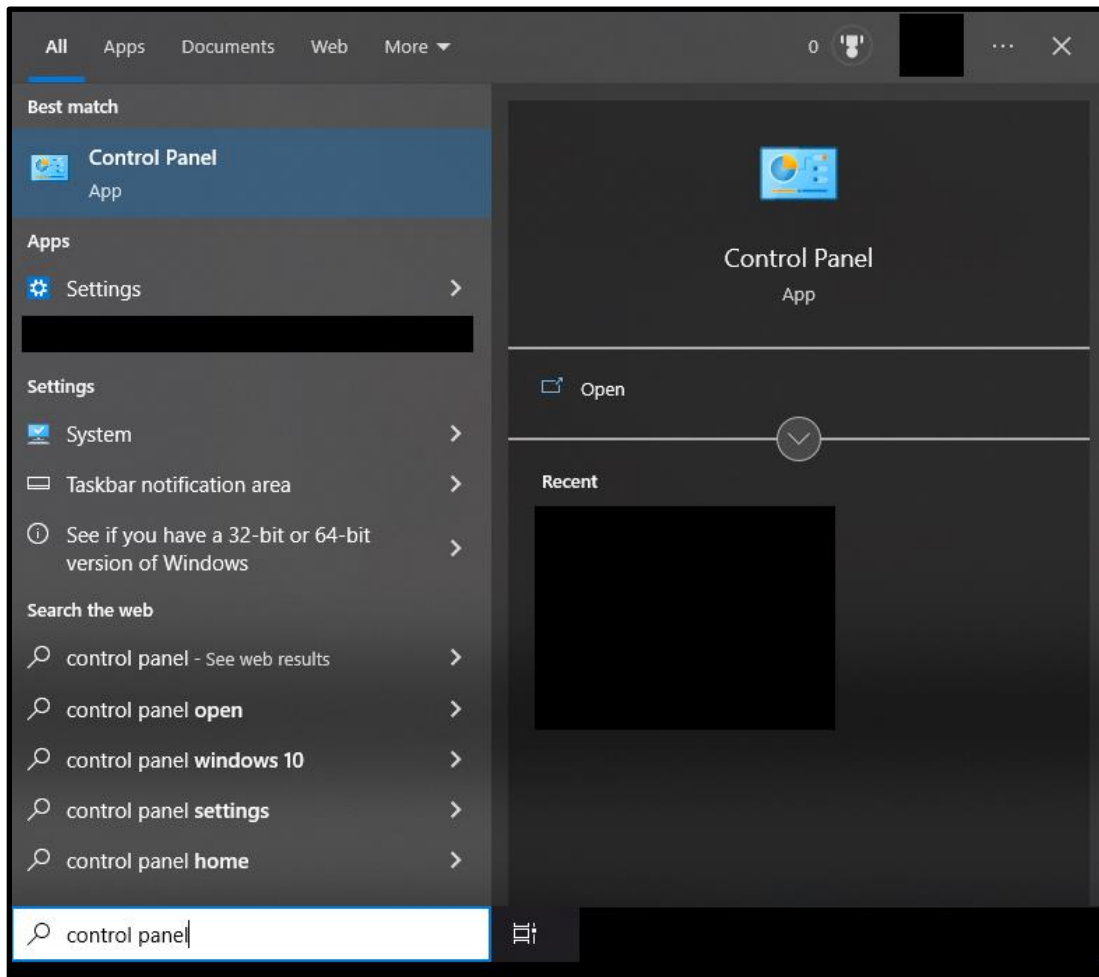 All Apps Documents Web More 0
Best match
Control Panel
App
Apps
Settings
Settings
System
Taskbar notification area
See if you have a 32-bit or 64-bit
version of Windows
Search the web
control panel - See web results
control panel open
control panel windows 10
control panel settings
control panel home
control panel
Control Panel
App
Open
Recent